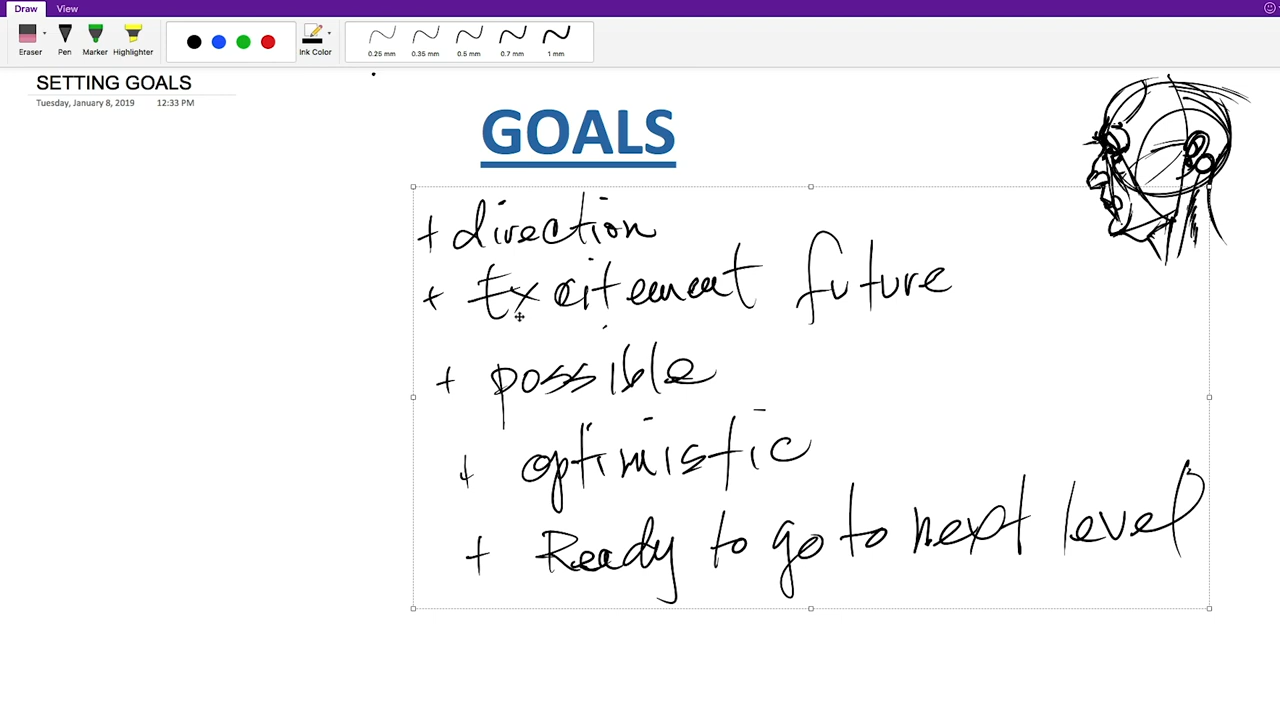 Draw View
Eraser Pen Marker Highlighter Ink Color 0.25 mm 0.35 mm 0.5 mm 0.7 mm 1 mm
SETTING GOALS
Tuesday, January 8, 2019 12:33 PM
GOALS
+ direction
+ Excitement future
+ possible
+ optimistic
+ Ready to go to next level